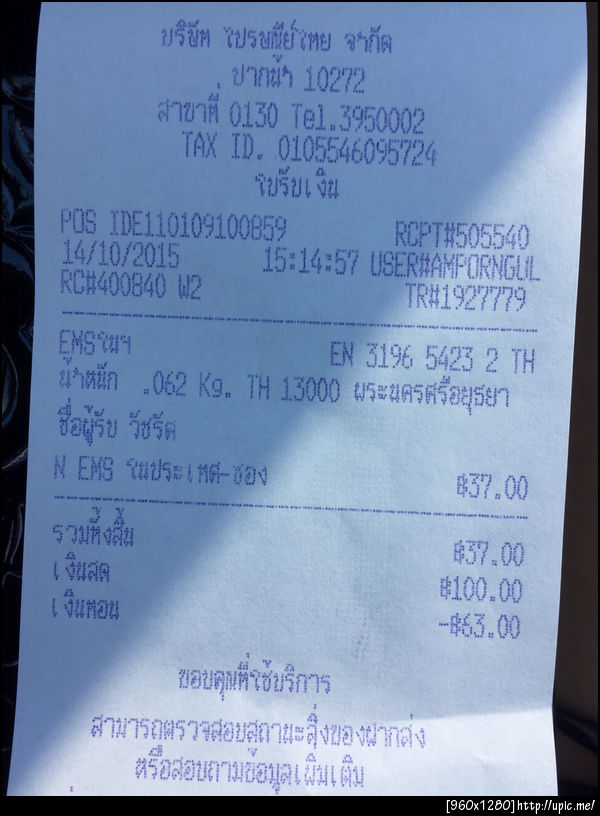 บริษัท ไปรษณีย์ไทย จำกัด
ปากน้ำ 10272
สาขาที่ 0130 Tel.3950002
TAX ID. 0105546095724
ใบรับเงิน
POS IDE110109100859 RCPT#505540
14/10/2015 15:14:57 USER#AMPORNGUL
RC#400840 W2 TR#1927779
EMSในฯ EN 3196 5423 2 TH
น้ำหนัก .062 Kg. TH 13000 พระนครศรีอยุธยา
ชื่อผู้รับ วัชรัต
N EMS ในประเทศ-ซอง ฿37.00
รวมทั้งสิ้น ฿37.00
เงินสด ฿100.00
เงินทอน -฿63.00
ขอบคุณที่ใช้บริการ
สามารถตรวจสอบสถานะสิ่งของฝากส่ง
หรือสอบถามข้อมูลเพิ่มเติม
[960x1280]http://upic.me/